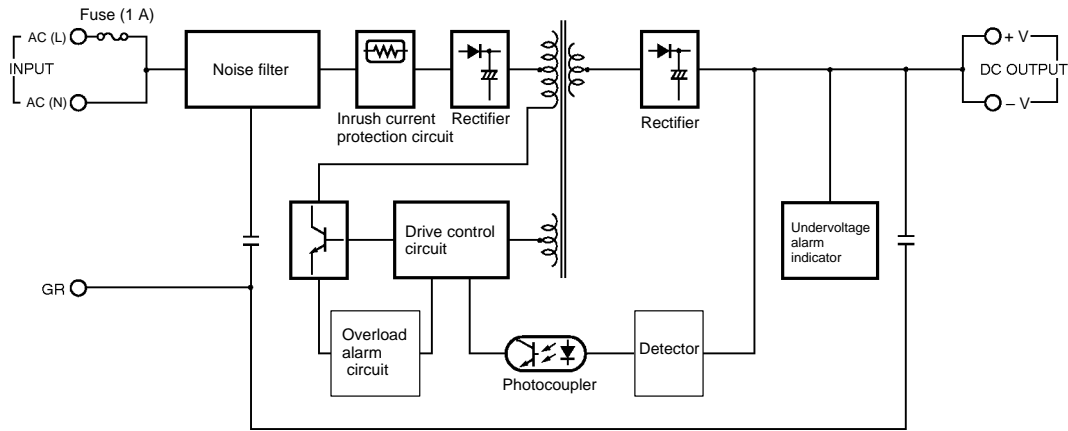 Fuse (1 A)
AC (L)
INPUT
AC (N)
Noise filter
Inrush current
protection circuit
Rectifier
Rectifier
+ V
DC OUTPUT
– V
Drive control
circuit
Undervoltage
alarm
indicator
GR
Overload
alarm
circuit
Photocoupler
Detector